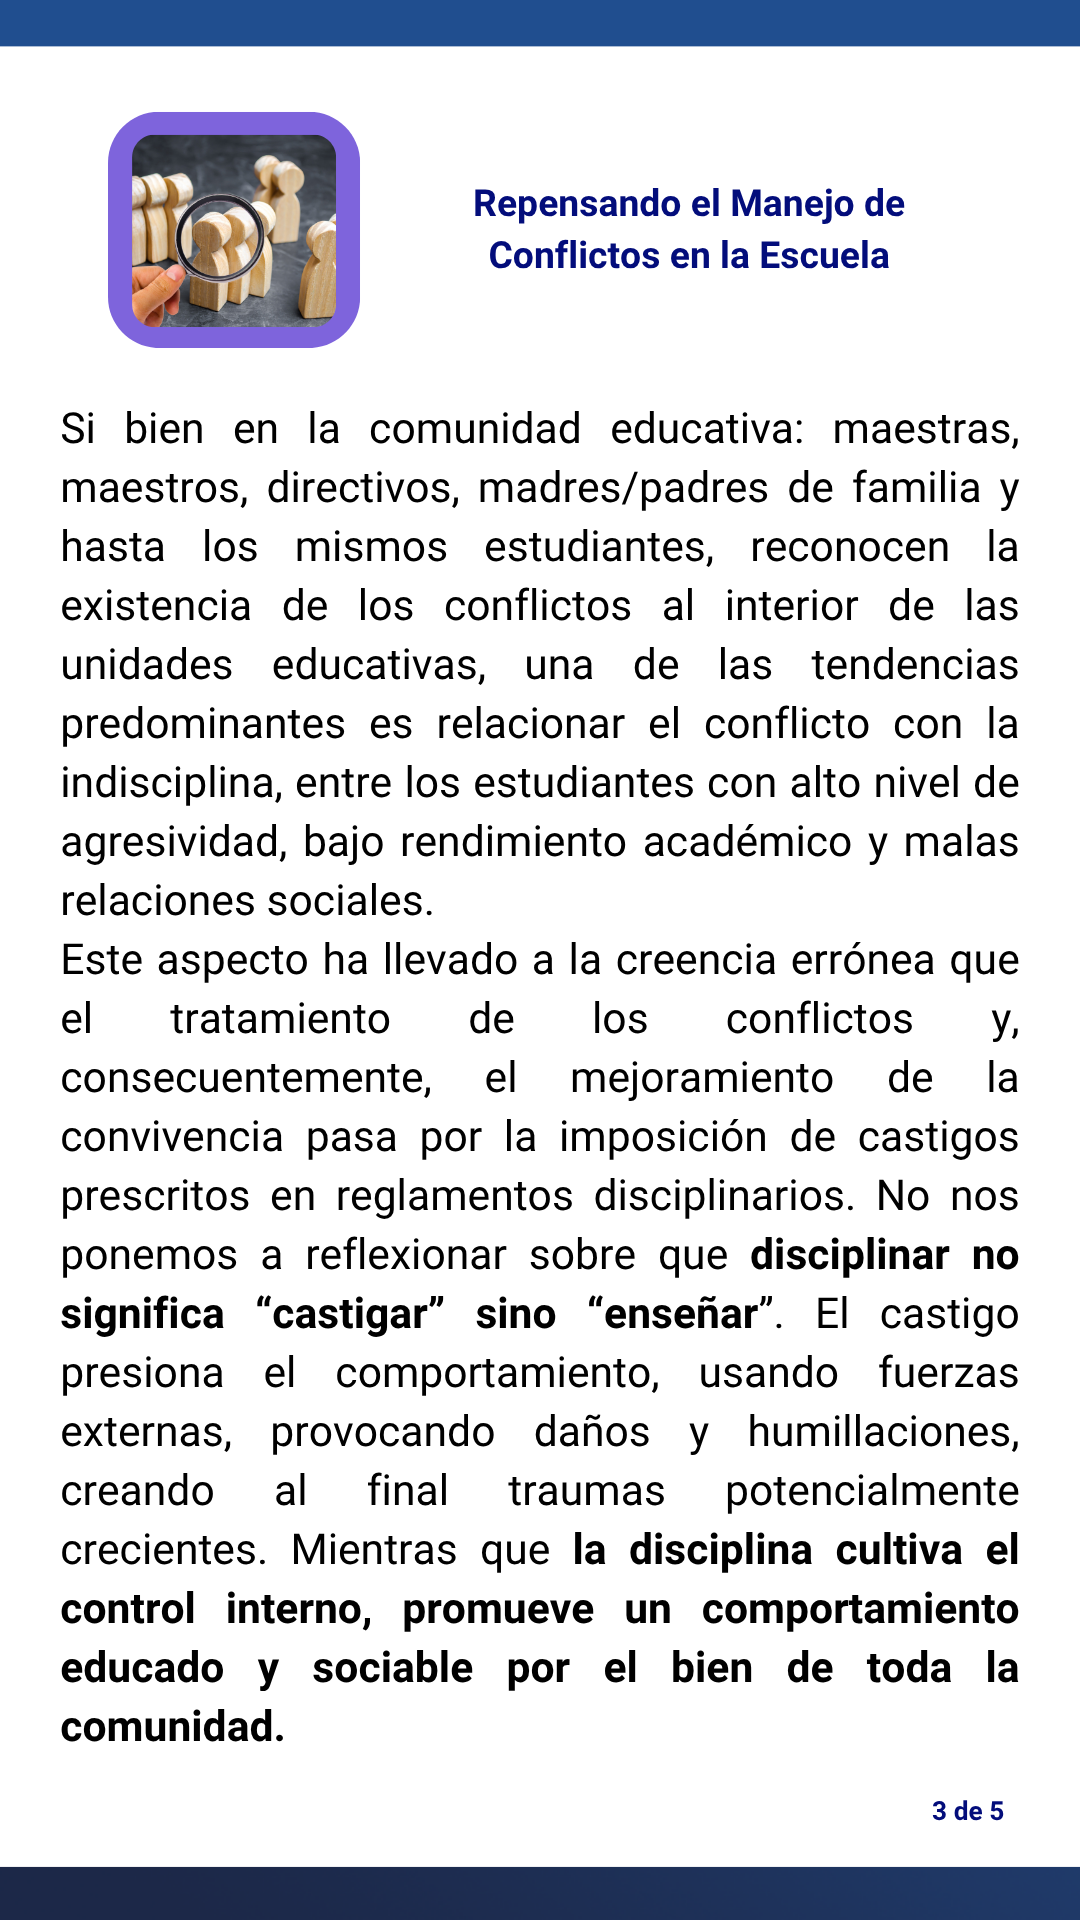 Repensando el Manejo de
Conflictos en la Escuela
Si bien en la comunidad educativa: maestras,
maestros, directivos, madres/padres de familia y
hasta los mismos estudiantes, reconocen la
existencia de los conflictos al interior de las
unidades educativas, una de las tendencias
predominantes es relacionar el conflicto con la
indisciplina, entre los estudiantes con alto nivel de
agresividad, bajo rendimiento académico y malas
relaciones sociales.
Este aspecto ha llevado a la creencia errónea que
el tratamiento de los conflictos y,
consecuentemente, el mejoramiento de la
convivencia pasa por la imposición de castigos
prescritos en reglamentos disciplinarios. No nos
ponemos a reflexionar sobre que disciplinar no
significa “castigar” sino “enseñar”. El castigo
presiona el comportamiento, usando fuerzas
externas, provocando daños y humillaciones,
creando al final traumas potencialmente
crecientes. Mientras que la disciplina cultiva el
control interno, promueve un comportamiento
educado y sociable por el bien de toda la
comunidad.
3 de 5